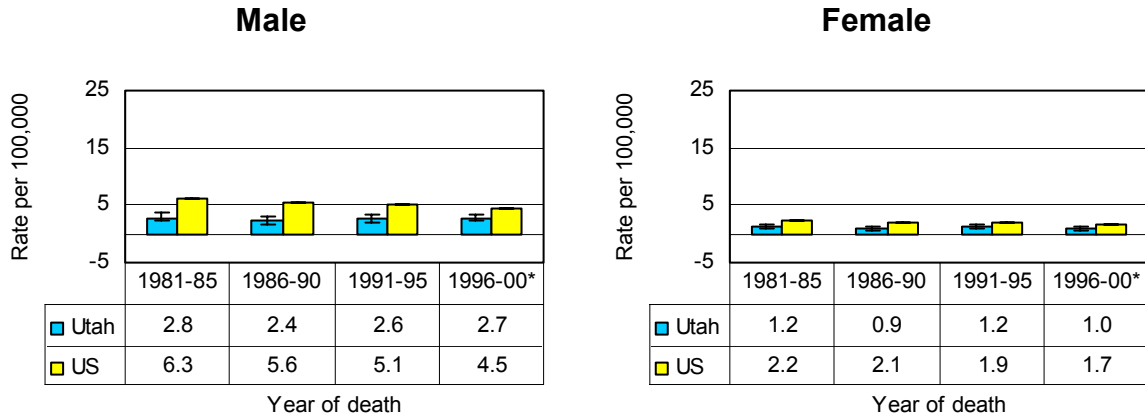 Male
Rate per 100,000
25
15
5
-5
1981-85 1986-90 1991-95 1996-00*
Utah 2.8 2.4 2.6 2.7
US 6.3 5.6 5.1 4.5
Year of death
Female
Rate per 100,000
25
15
5
-5
1981-85 1986-90 1991-95 1996-00*
Utah 1.2 0.9 1.2 1.0
US 2.2 2.1 1.9 1.7
Year of death